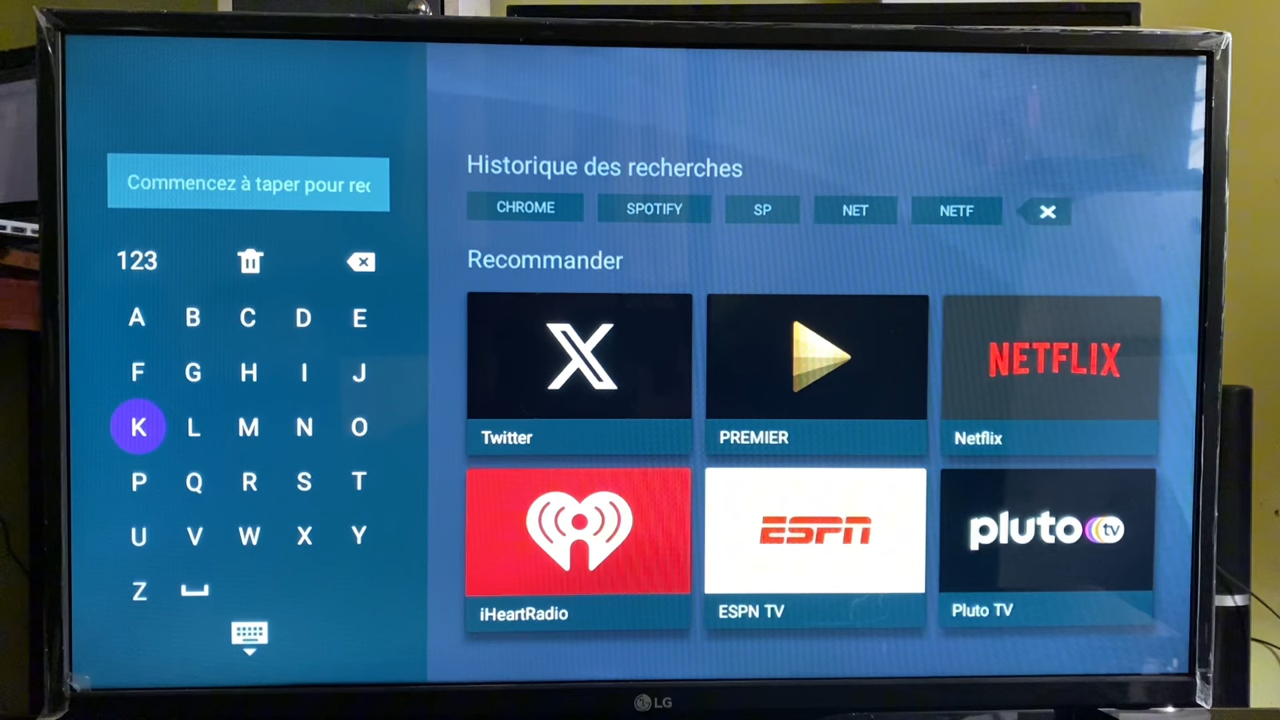 Commencez à taper pour rec
123
A B C D E
F G H I J
K L M N O
P Q R S T
U V W X Y
Z
Historique des recherches
CHROME SPOTIFY SP NET NETF
Recommander
X NETFLIX
Twitter PREMIER Netflix
ESPN pluto tv
iHeartRadio ESPN TV Pluto TV
LG